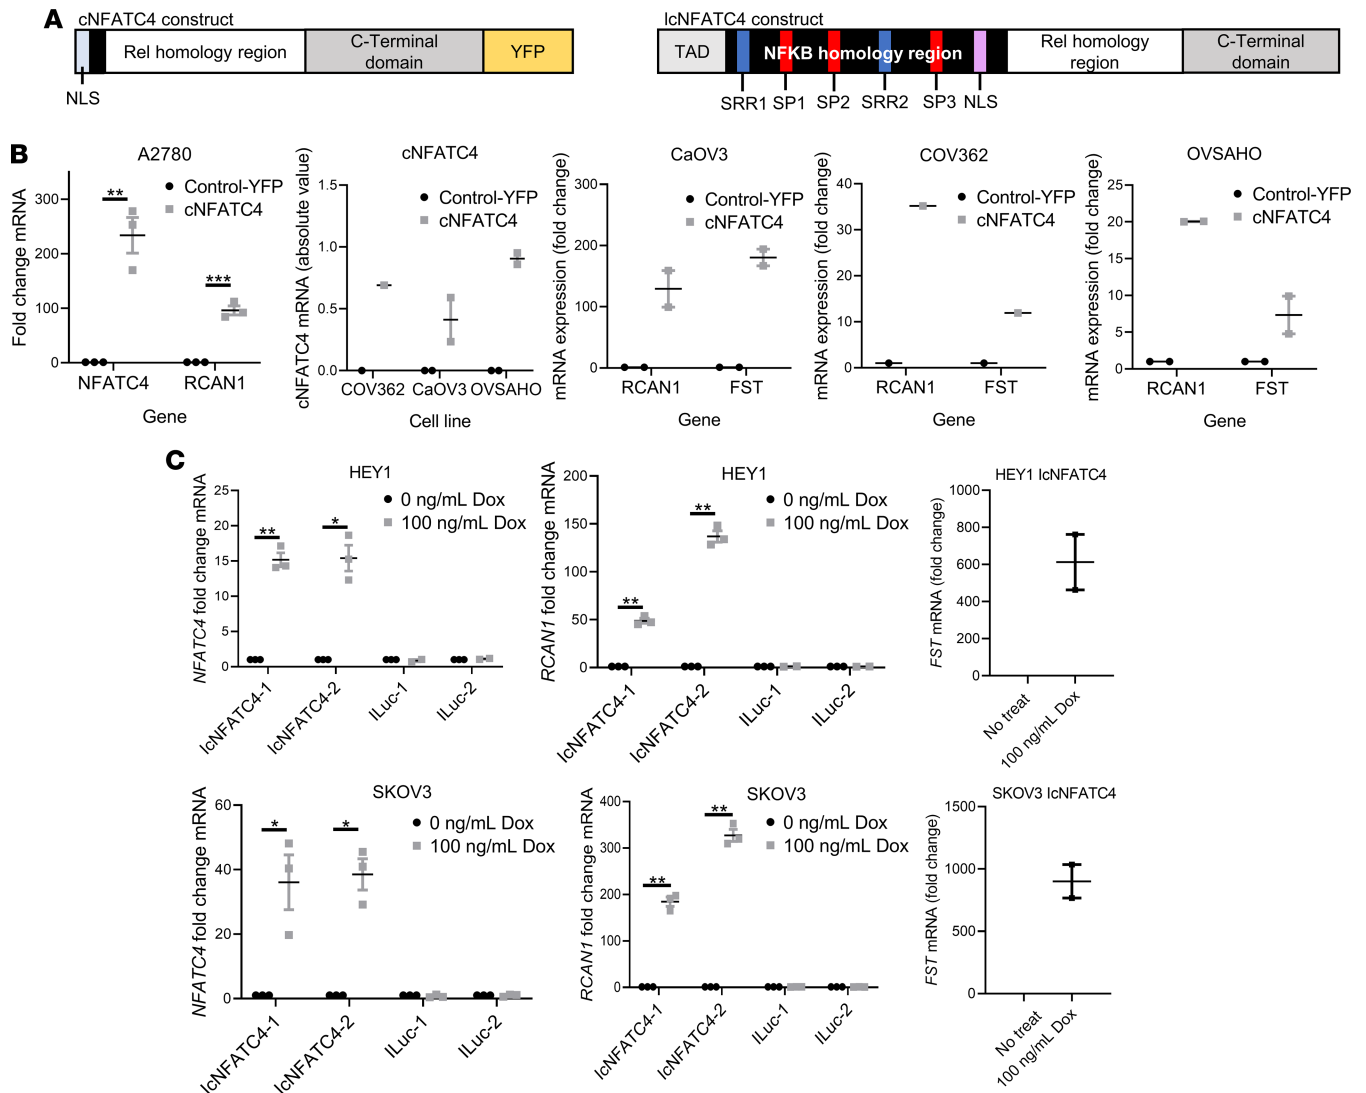 A
cNFATC4 construct
Rel homology region
C-Terminal
domain
YFP
NLS
IcNFATC4 construct
TAD
NFKB homology region
Rel homology
region
C-Terminal
domain
SRR1 SP1 SP2 SRR2 SP3 NLS
B
A2780
Fold change mRNA
300
200
100
0
** 
***
Control-YFP
cNFATC4
NFATC4 RCAN1
Gene
cNFATC4
cNFATC4 mRNA (absolute value)
1.5
1.0
0.5
0.0
Control-YFP
cNFATC4
COV362 CaOV3 OVSAHO
Cell line
CaOV3
mRNA expression (fold change)
300
200
100
0
Control-YFP
cNFATC4
RCAN1 FST
Gene
COV362
mRNA expression (fold change)
40
30
20
10
0
Control-YFP
cNFATC4
RCAN1 FST
Gene
OVSAHO
mRNA expression (fold change)
25
20
15
10
5
0
Control-YFP
cNFATC4
RCAN1 FST
Gene
C
HEY1
NFATC4 fold change mRNA
25
20
15
10
5
0
**
*
0 ng/mL Dox
100 ng/mL Dox
IcNFATC4-1
IcNFATC4-2
ILuc-1
ILuc-2
HEY1
RCAN1 fold change mRNA
200
150
100
50
0
**
**
0 ng/mL Dox
100 ng/mL Dox
IcNFATC4-1
IcNFATC4-2
ILuc-1
ILuc-2
HEY1 IcNFATC4
FST mRNA (fold change)
1000
800
600
400
200
0
No treat
100 ng/mL Dox
SKOV3
NFATC4 fold change mRNA
60
40
20
0
*
*
0 ng/mL Dox
100 ng/mL Dox
IcNFATC4-1
IcNFATC4-2
ILuc-1
ILuc-2
SKOV3
RCAN1 fold change mRNA
400
300
200
100
0
**
**
0 ng/mL Dox
100 ng/mL Dox
IcNFATC4-1
IcNFATC4-2
ILuc-1
ILuc-2
SKOV3 IcNFATC4
FST mRNA (fold change)
1500
1000
500
0
No treat
100 ng/mL Dox